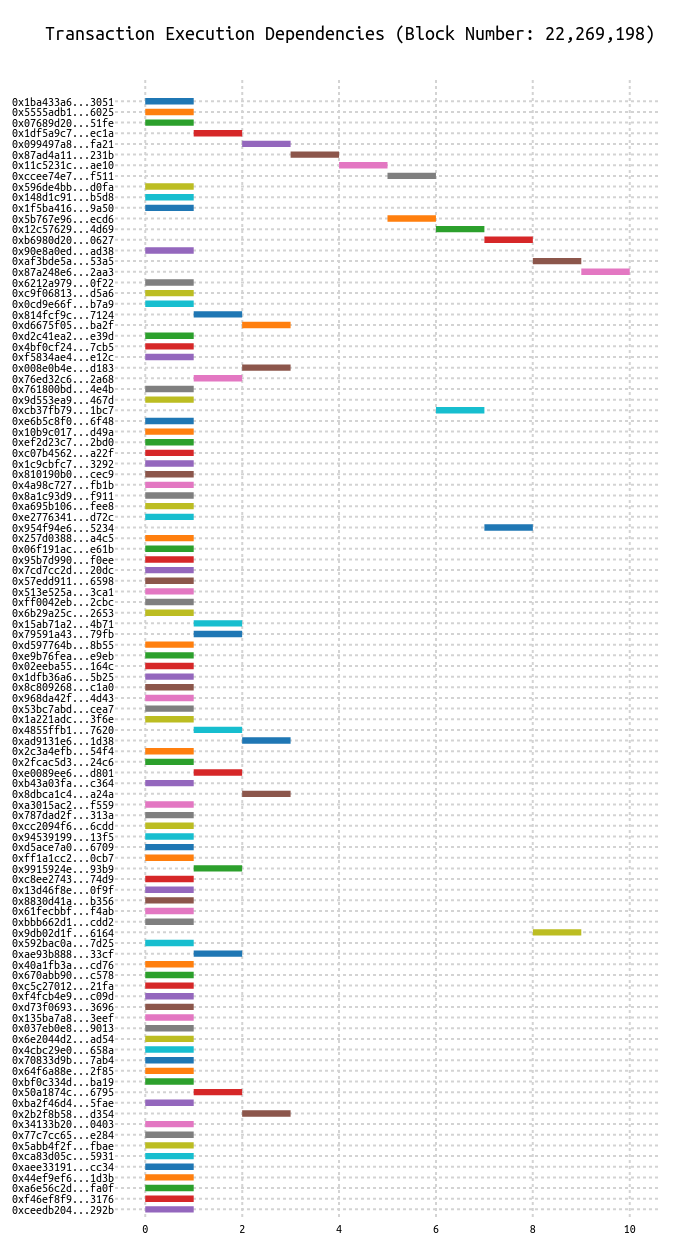 Transaction Execution Dependencies (Block Number: 22,269,198)
0x1ba433a6...3051
0x5555adb1...6025
0x07689d20...51fe
0x1df5a9c7...ec1a
0x099497a8...fa21
0x87ad4a11...231b
0x11c5231c...ae10
0xccee74e7...f511
0x596de4bb...d0fa
0x148d1c91...b5d8
0x1f5ba416...9a50
0x5b767e96...ecd6
0x12c57629...4d69
0xb6980d20...0627
0x90e8a0ed...ad38
0xaf3bde5a...53a5
0x87a248e6...2aa3
0x6212a979...0f22
0xc9f06813...d5a6
0x0cd9e66f...b7a9
0x814fcf9c...7124
0xd6675f05...ba2f
0xd2c41ea2...e39d
0x4bf0cf24...7cb5
0xf5834ae4...e12c
0x008e0b4e...d183
0x76ed32c6...2a68
0x761800bd...4e4b
0x9d553ea9...467d
0xcb37fb79...1bc7
0xe6b5c8f0...6f48
0x10b9c017...d49a
0xef2d23c7...2bd0
0xc07b4562...a22f
0x1c9cbfc7...3292
0x810190b0...cec9
0x4a98c727...fb1b
0x8a1c93d9...f911
0xa695b106...fee8
0xe2776341...d72c
0x954f94e6...5234
0x257d0388...a4c5
0x06f191ac...e61b
0x95b7d990...f0ee
0x7cd7cc2d...20dc
0x57edd911...6598
0x513e525a...3ca1
0xff0042eb...2cbc
0x6b29a25c...2653
0x15ab71a2...4b71
0x79591a43...79fb
0xd597764b...8b55
0xe9b76fea...e9eb
0x02eeba55...164c
0x1dfb36a6...5b25
0x8c809268...c1a0
0x968da42f...4d43
0x53bc7abd...cea7
0x1a221adc...3f6e
0x4855ffb1...7620
0xad9131e6...1d38
0x2c3a4efb...54f4
0x2fcac5d3...24c6
0xe0089ee6...d801
0xb43a03fa...c364
0x8dbca1c4...a24a
0xa3015ac2...f559
0x787dad2f...313a
0xcc2094f6...6cdd
0x94539199...13f5
0xd5ace7a0...6709
0xff1a1cc2...0cb7
0x9915924e...93b9
0xc8ee2743...74d9
0x13d46f8e...0f9f
0x8830d41a...b356
0x61fecbbf...f4ab
0xbbb662d1...cdd2
0x9db02d1f...6164
0x592bac0a...7d25
0xae93b888...33cf
0x40a1fb3a...cd76
0x670abb90...c578
0xc5c27012...21fa
0xf4fcb4e9...c09d
0xd73f0693...3696
0x135ba7a8...3eef
0x037eb0e8...9013
0x6e2044d2...ad54
0x4cbc29e0...658a
0x70833d9b...7ab4
0x64f6a88e...2f85
0xbf0c334d...ba19
0x50a1874c...6795
0xba2f46d4...5fae
0x2b2f8b58...d354
0x34133b20...0403
0x77c7cc65...e284
0x5abb4f2f...fbae
0xca83d05c...5931
0xaee33191...cc34
0x44ef9ef6...1d3b
0xa6e56c2d...fa0f
0xf46ef8f9...3176
0xceedb204...292b
0 2 4 6 8 10